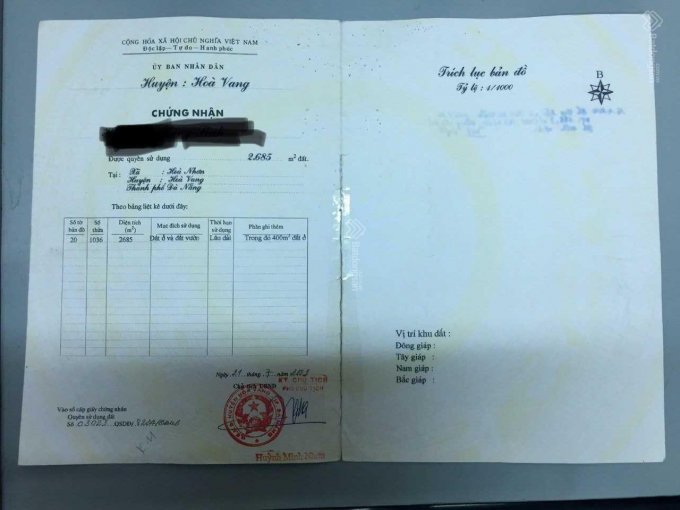 CỘNG HÒA XÃ HỘI CHỦ NGHĨA VIỆT NAM
Độc lập - Tự do - Hạnh phúc
ỦY BAN NHÂN DÂN
Huyện : Hoà Vang
CHỨNG NHẬN
Được quyền sử dụng 2.685 m² đất.
Tại : Xã : Hoà Nhơn
Huyện : Hoà Vang
Thành phố Đà Nẵng
Theo bảng liệt kê dưới đây:
Số tờ bản đồ Số thửa Diện tích (m²) Mục đích sử dụng Thời hạn sử dụng Phần ghi thêm
20 1036 2685 Đất ở và đất vườn Lâu dài Trong đó 400m² đất ở
Ngày 21 tháng 7 năm
Chủ tịch UBND
KT CHỦ TỊCH
PHÓ CHỦ TỊCH
Vào sổ cấp giấy chứng nhận
Quyền sử dụng đất
Số 03023 QSDĐ/
Huỳnh Minh Nhơn
Trích lục bản đồ
Tỷ lệ : 1/1000
B
Vị trí khu đất :
Đông giáp :
Tây giáp :
Nam giáp :
Bắc giáp :